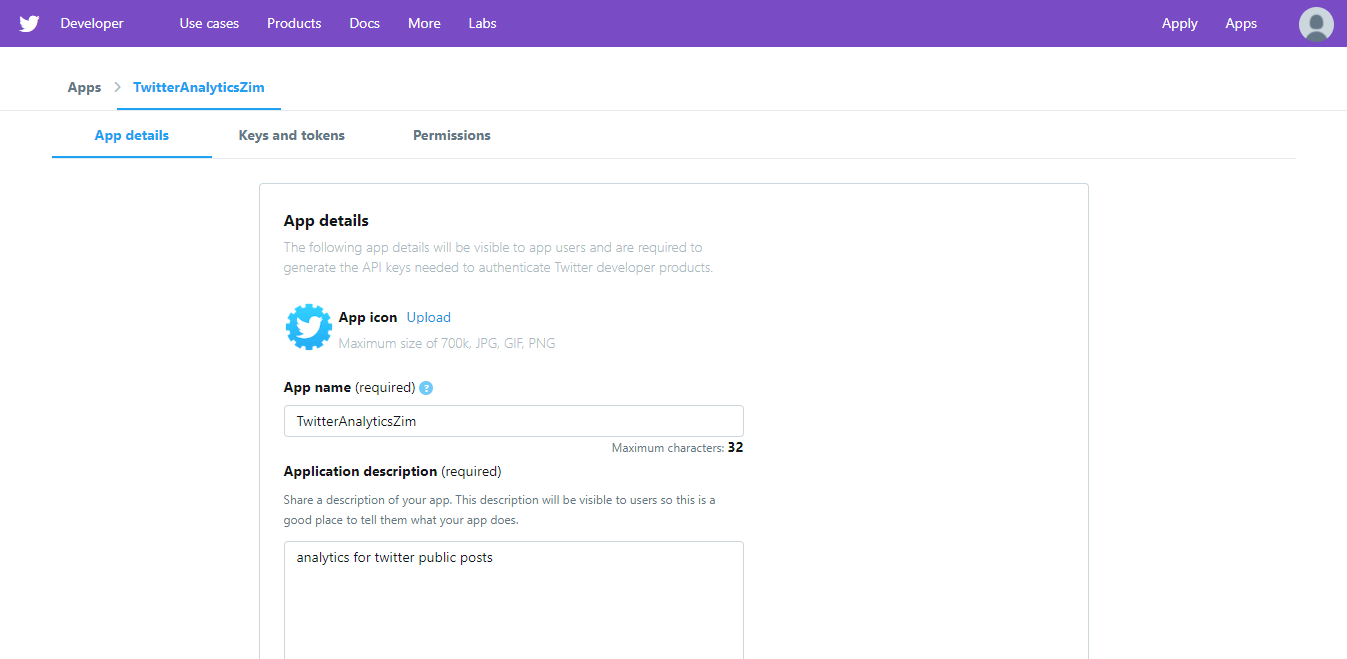 Developer Use cases Products Docs More Labs Apply Apps
Apps > TwitterAnalyticsZim
App details Keys and tokens Permissions
App details
The following app details will be visible to app users and are required to
generate the API keys needed to authenticate Twitter developer products.
App icon Upload
Maximum size of 700k, JPG, GIF, PNG
App name (required) ?
TwitterAnalyticsZim
Maximum characters: 32
Application description (required)
Share a description of your app. This description will be visible to users so this is a
good place to tell them what your app does.
analytics for twitter public posts